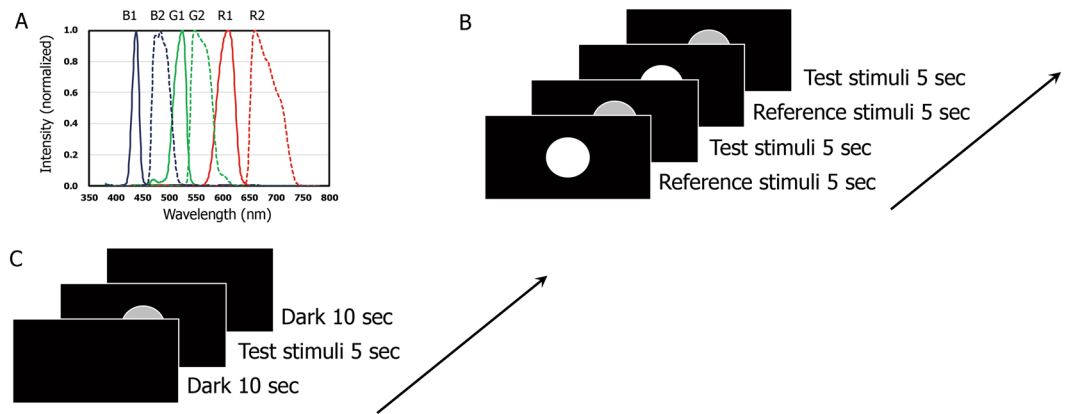 A
B1 B2 G1 G2 R1 R2
Intensity (normalized)
1.0
0.8
0.6
0.4
0.2
0.0
350 400 450 500 550 600 650 700 750 800
Wavelength (nm)
B
Test stimuli 5 sec
Reference stimuli 5 sec
Test stimuli 5 sec
Reference stimuli 5 sec
C
Dark 10 sec
Test stimuli 5 sec
Dark 10 sec